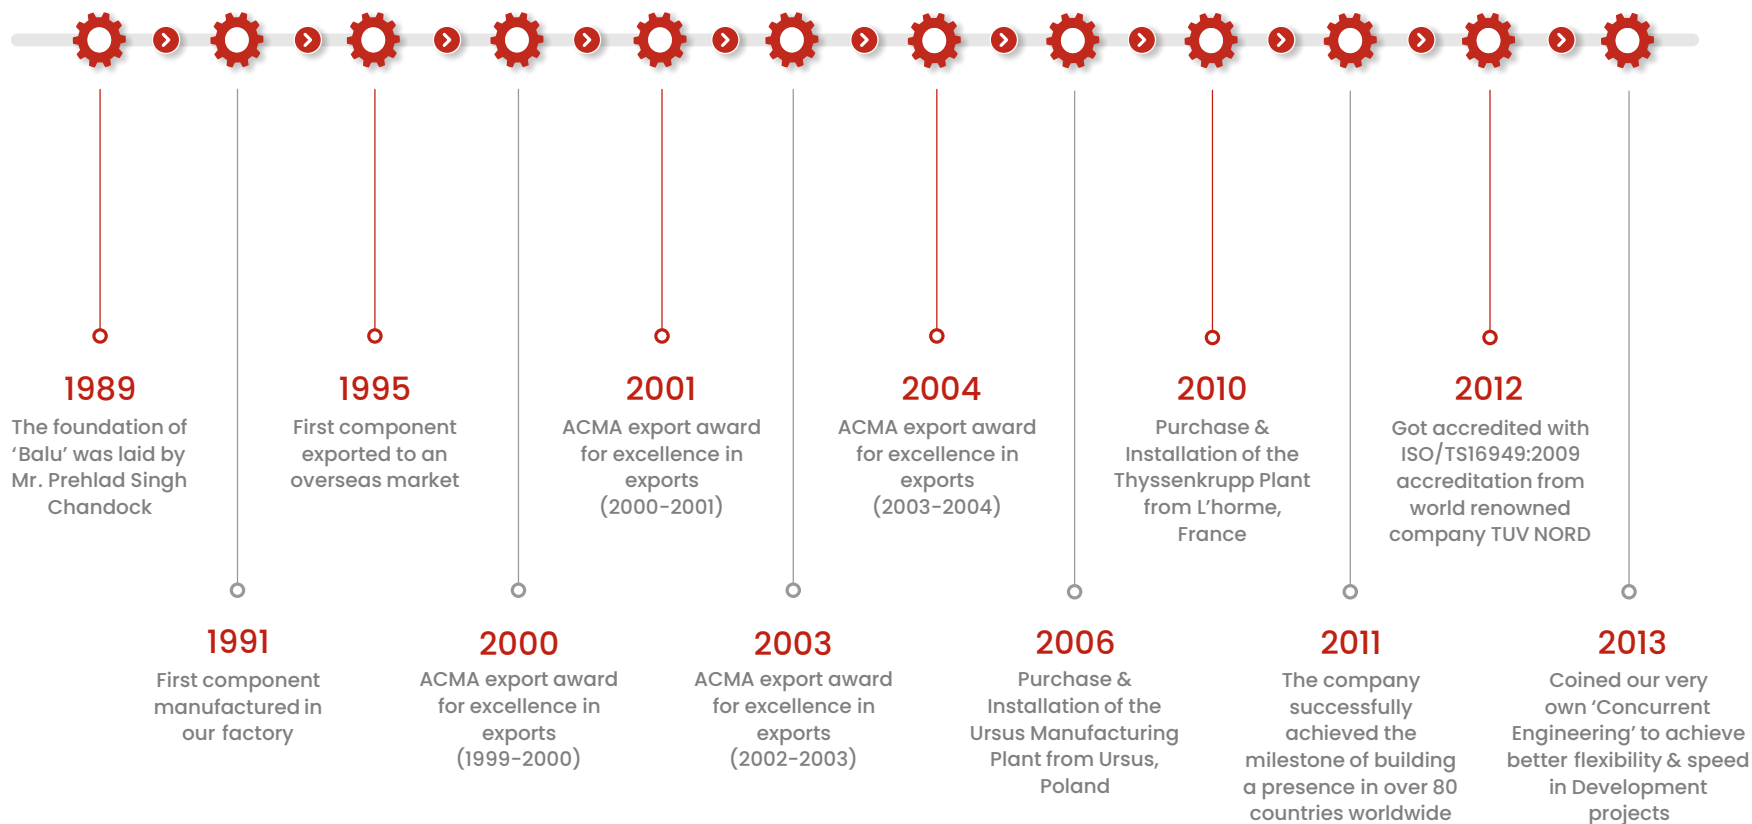 1989
The foundation of
‘Balu’ was laid by
Mr. Prehlad Singh
Chandock
1991
First component
manufactured in
our factory
1995
First component
exported to an
overseas market
2000
ACMA export award
for excellence in
exports
(1999-2000)
2001
ACMA export award
for excellence in
exports
(2000-2001)
2003
ACMA export award
for excellence in
exports
(2002-2003)
2004
ACMA export award
for excellence in
exports
(2003-2004)
2006
Purchase &
Installation of the
Ursus Manufacturing
Plant from Ursus,
Poland
2010
Purchase &
Installation of the
Thyssenkrupp Plant
from L’horme,
France
2011
The company
successfully
achieved the
milestone of building
a presence in over 80
countries worldwide
2012
Got accredited with
ISO/TS16949:2009
accreditation from
world renowned
company TUV NORD
2013
Coined our very
own ‘Concurrent
Engineering’ to achieve
better flexibility & speed
in Development
projects